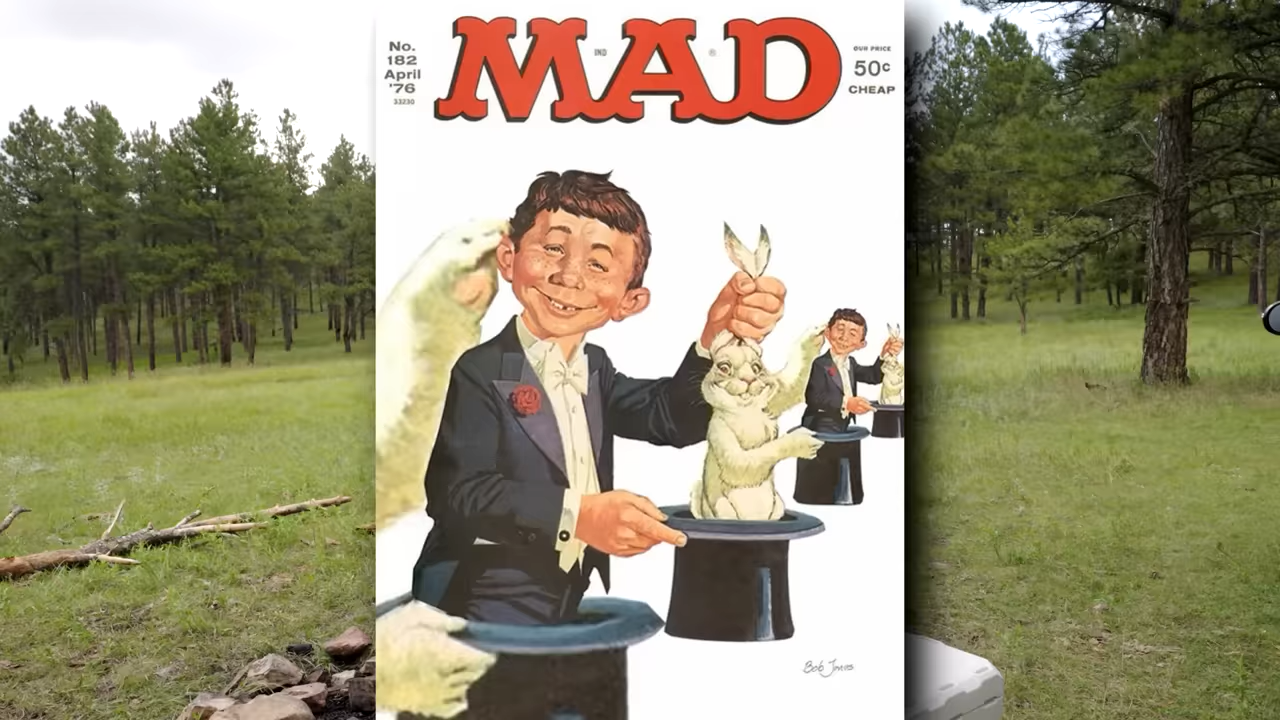 MAD
No.
182
April
'76
33230
IND
OUR PRICE
50¢
CHEAP
Bob Jones